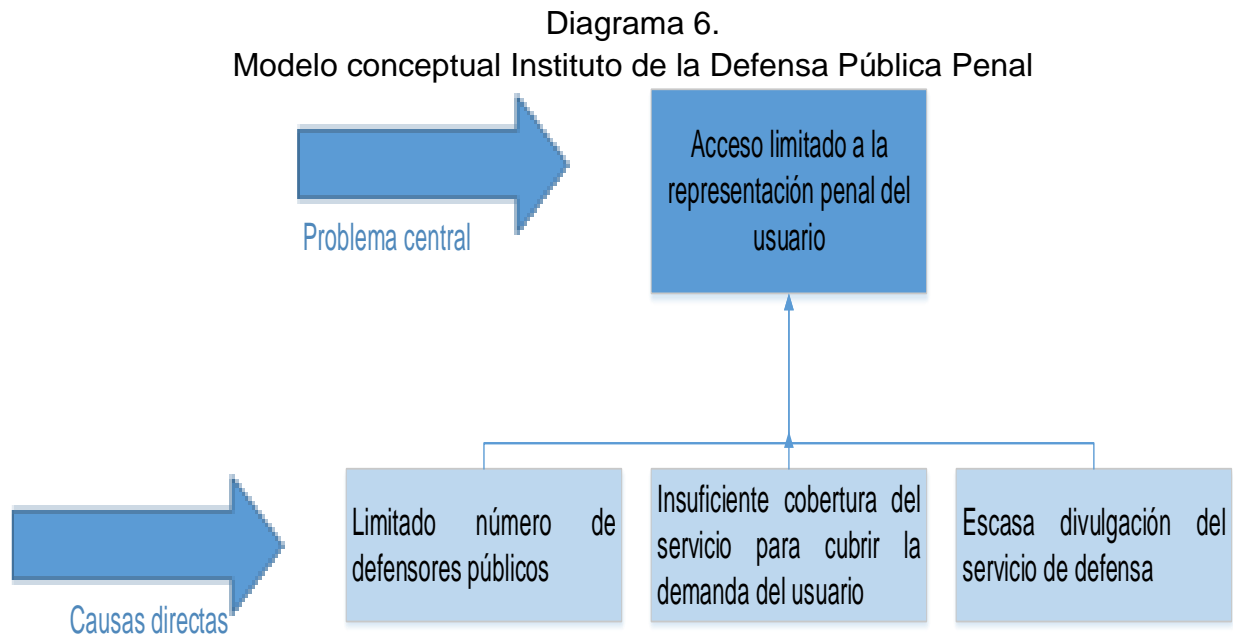 Diagrama 6.
Modelo conceptual Instituto de la Defensa Pública Penal
Acceso limitado a la
representación penal del
usuario
Problema central
Limitado número de
defensores públicos
Insuficiente cobertura del
servicio para cubrir la
demanda del usuario
Escasa divulgación del
servicio de defensa
Causas directas